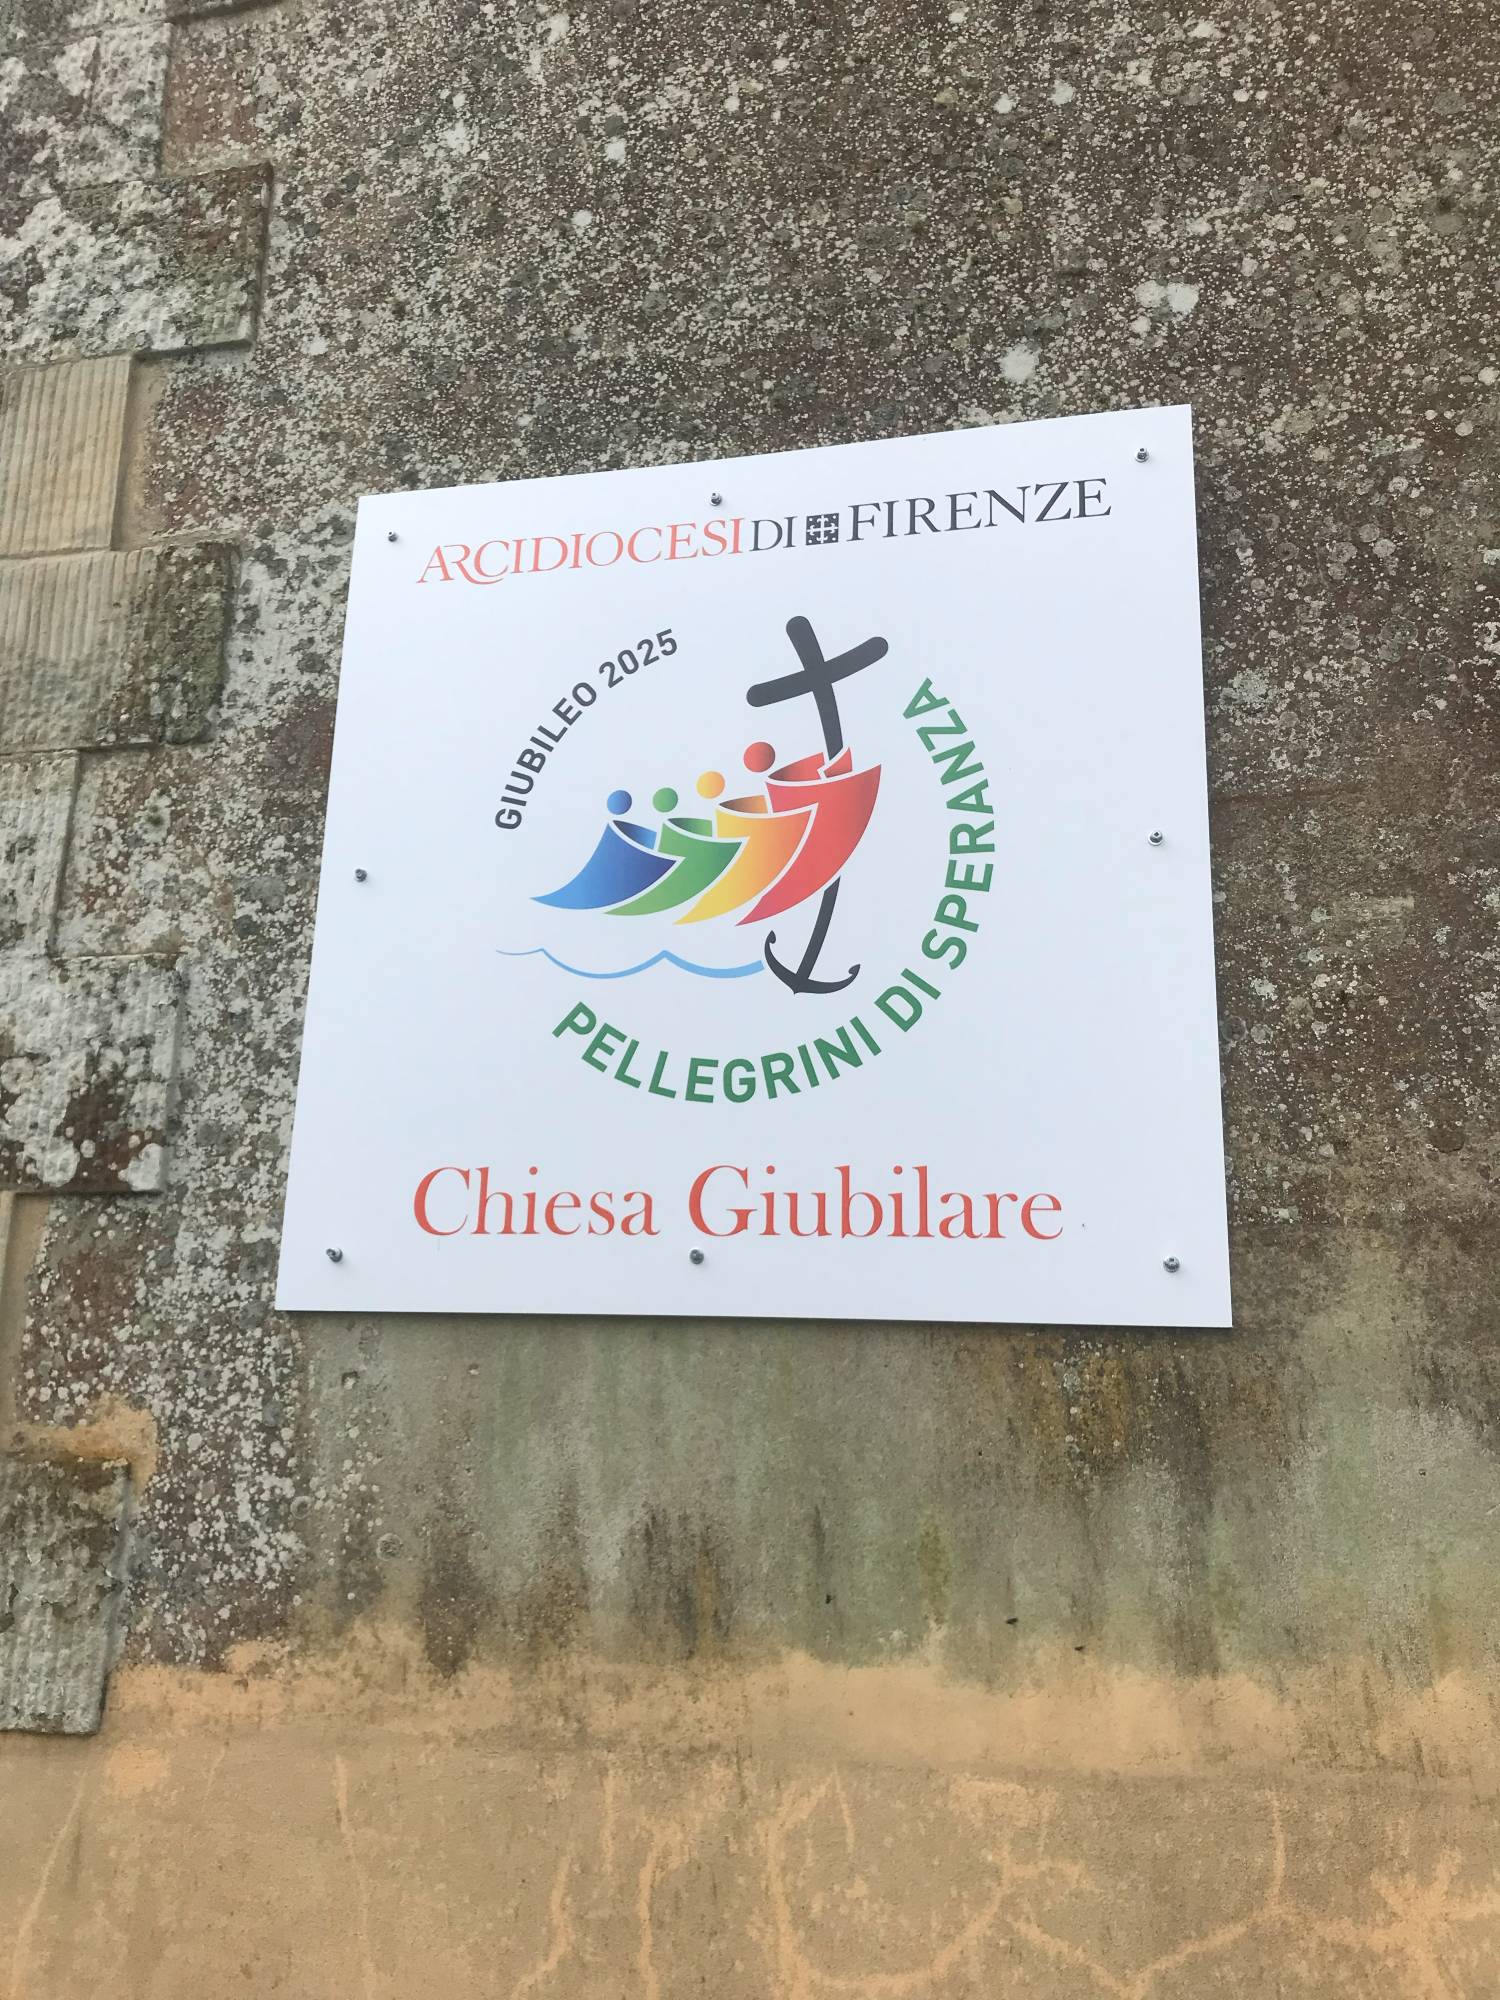 ARCIDIOCESI DI FIRENZE
GIUBILEO 2025
PELLEGRINI DI SPERANZA
Chiesa Giubilare